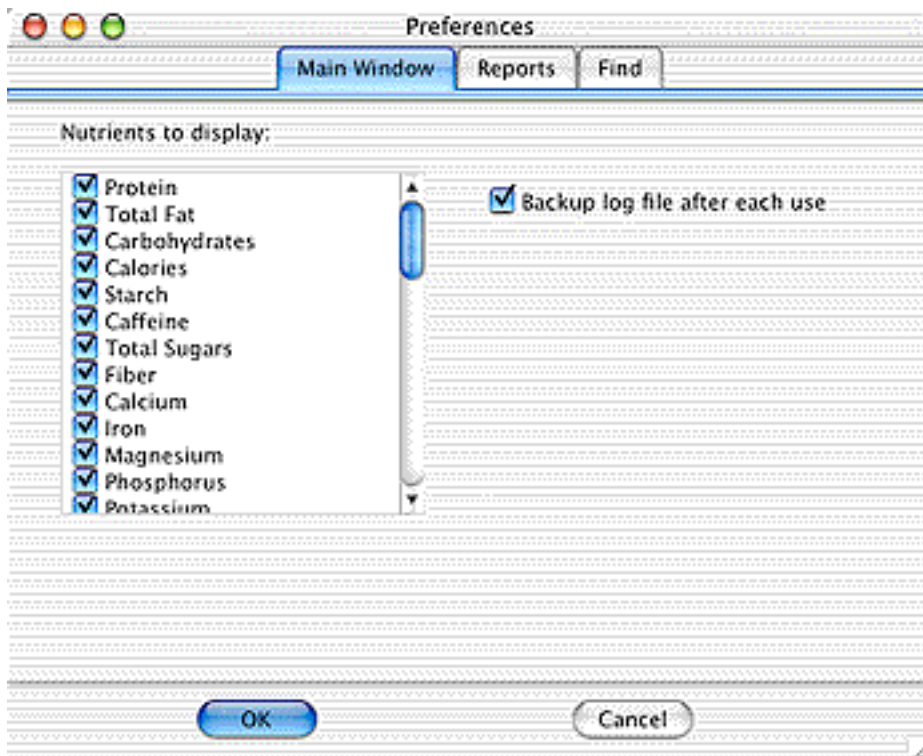 Preferences
Main Window Reports Find
Nutrients to display:
Protein
Total Fat
Carbohydrates
Calories
Starch
Caffeine
Total Sugars
Fiber
Calcium
Iron
Magnesium
Phosphorus
Potassium
Backup log file after each use
OK Cancel